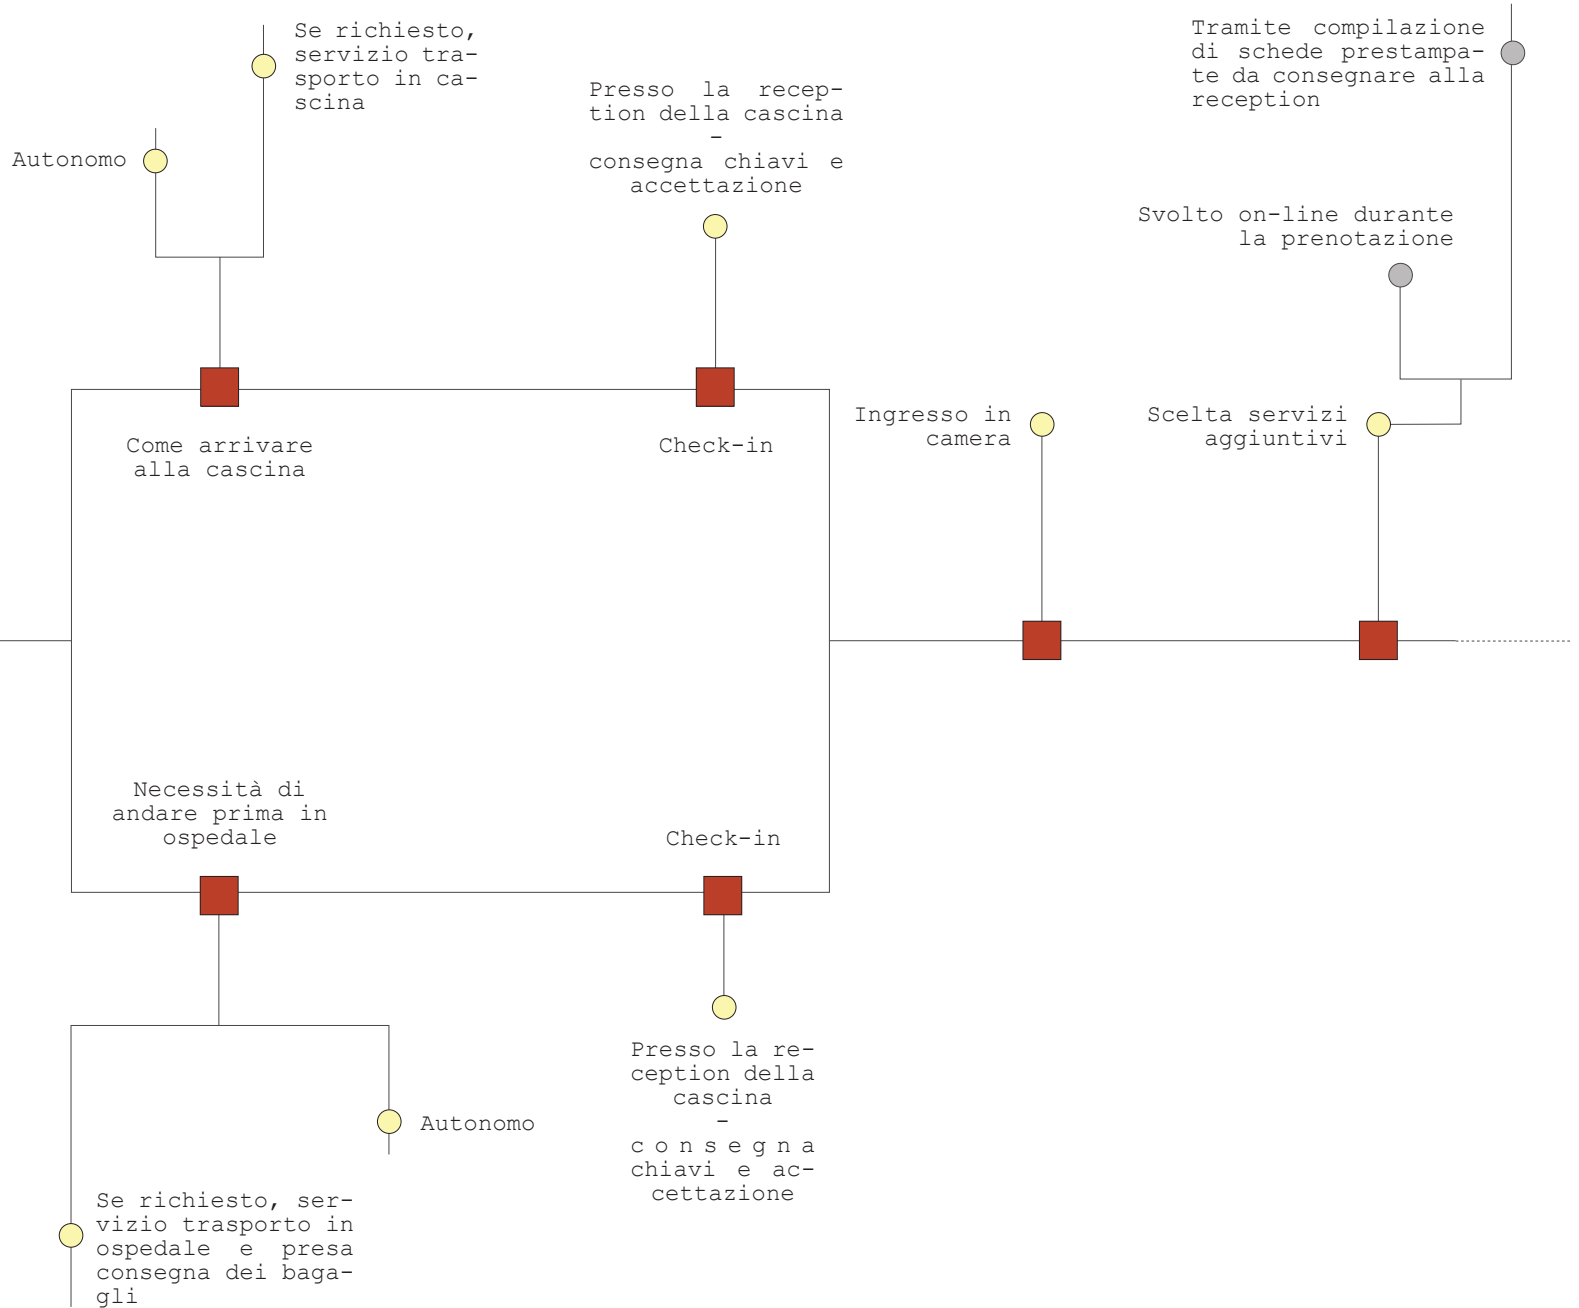 Se richiesto,
servizio tra-
sporto in ca-
scina
Autonomo
Presso la recep-
tion della cascina
-
consegna chiavi e
accettazione
Tramite compilazione
di schede prestampa-
te da consegnare alla
reception
Svolto on-line durante
la prenotazione
Come arrivare
alla cascina
Check-in
Ingresso in
camera
Scelta servizi
aggiuntivi
Necessità di
andare prima in
ospedale
Check-in
Autonomo
Se richiesto, ser-
vizio trasporto in
ospedale e presa
consegna dei baga-
gli
Presso la re-
ception della
cascina
-
consegna
chiavi e ac-
cettazione